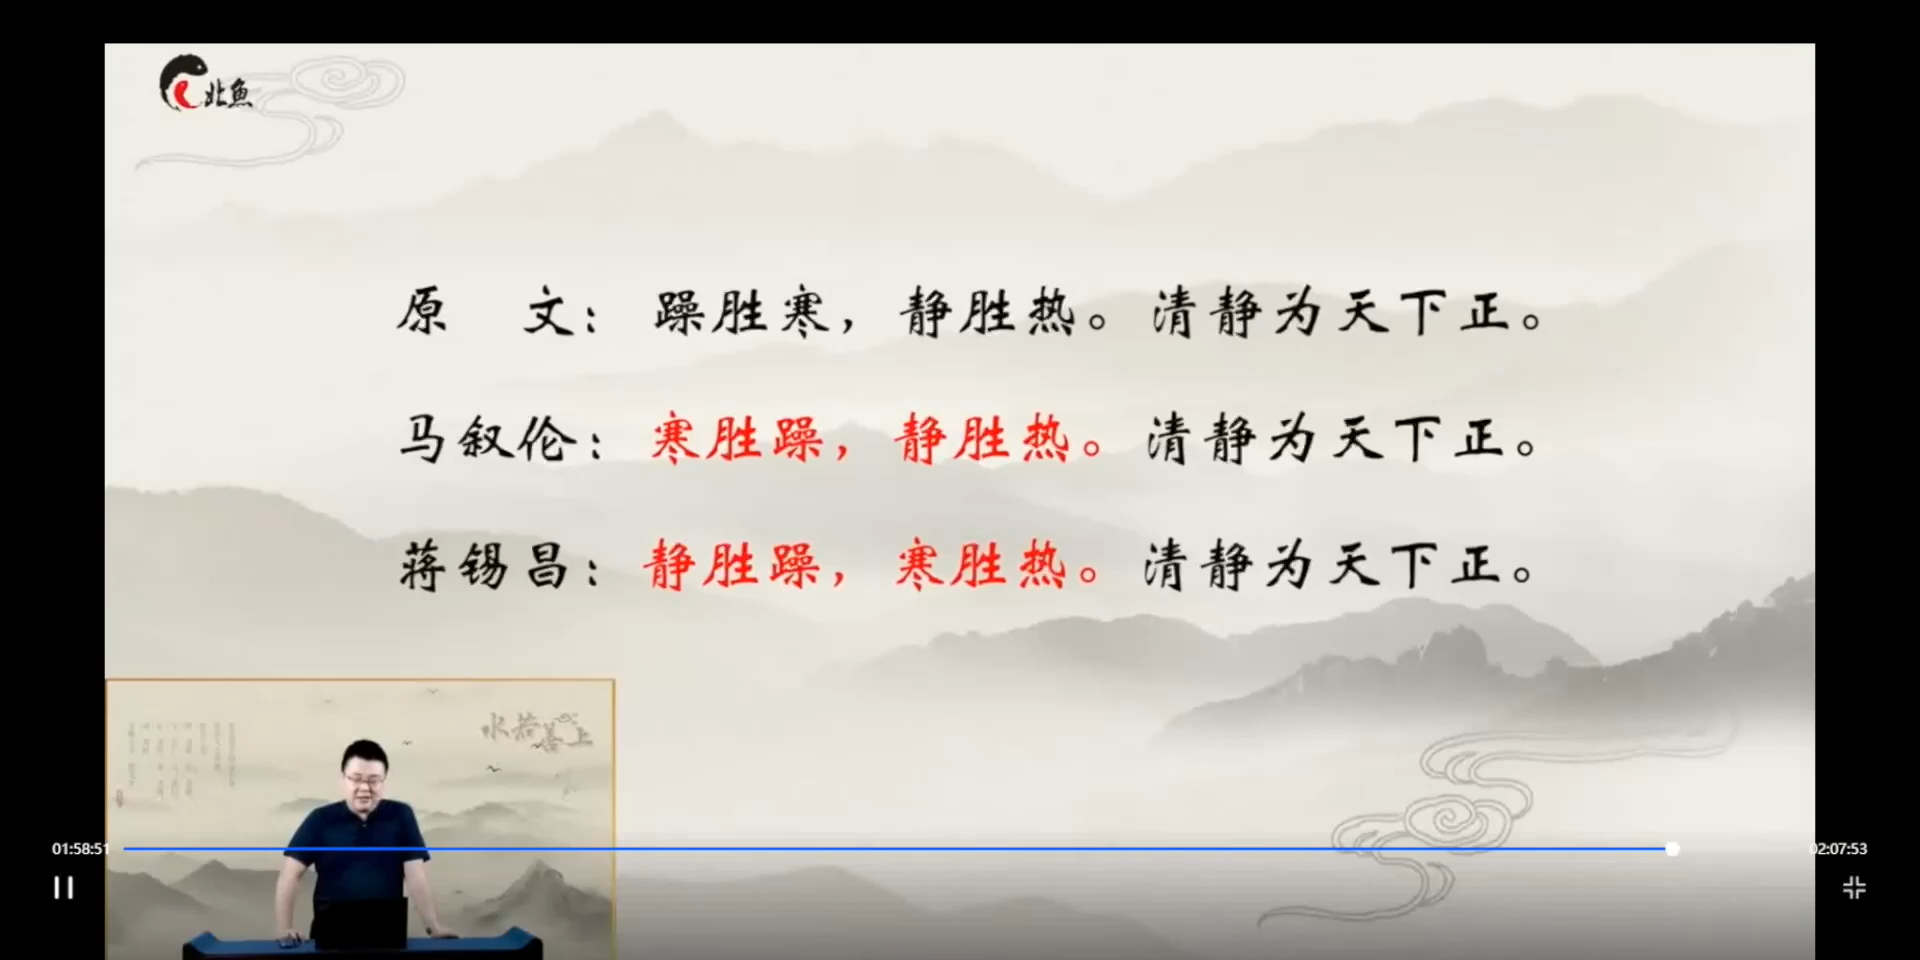 北鱼
原 文：躁胜寒，静胜热。清静为天下正。
马叙伦：寒胜躁，静胜热。清静为天下正。
蒋锡昌：静胜躁，寒胜热。清静为天下正。
水若善上
01:58:51
02:07:53